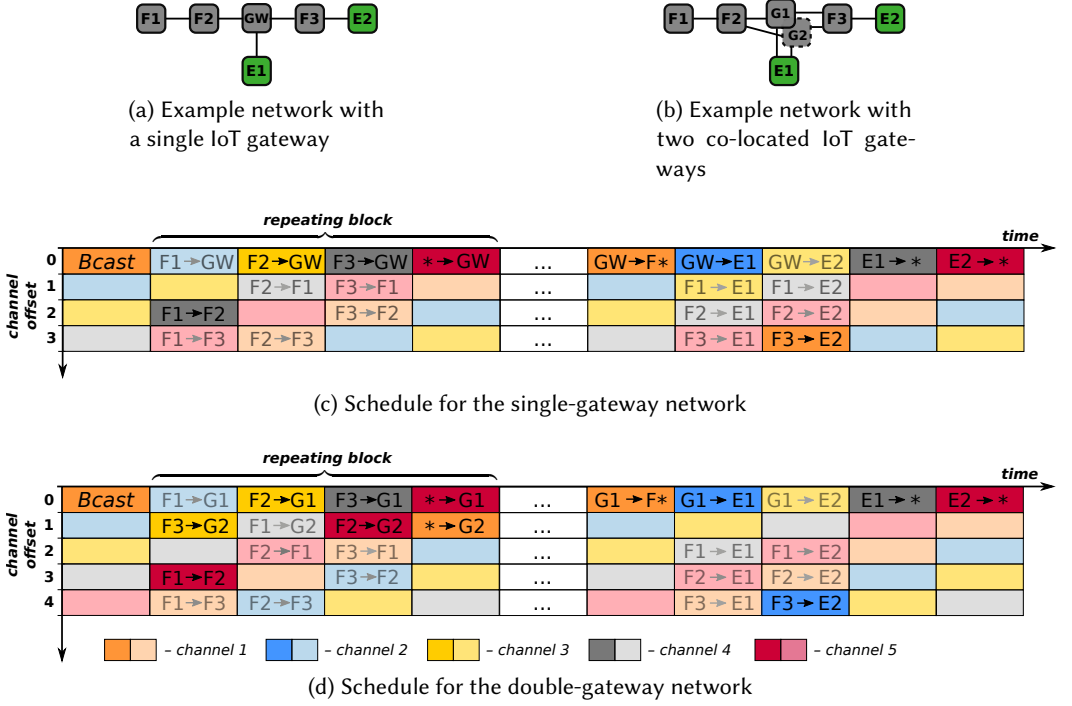 F1 F2 GW F3 E2
E1
(a) Example network with
a single IoT gateway
F1 F2 G1 F3 E2
G2
E1
(b) Example network with
two co-located IoT gate-
ways
repeating block
time
channel offset
0 Bcast F1→GW F2→GW F3→GW *→GW ... GW→F* GW→E1 GW→E2 E1→* E2→*
1 F2→F1 F3→F1 ... F1→E1 F1→E2
2 F1→F2 F3→F2 ... F2→E1 F2→E2
3 F1→F3 F2→F3 ... F3→E1 F3→E2
(c) Schedule for the single-gateway network
repeating block
time
channel offset
0 Bcast F1→G1 F2→G1 F3→G1 *→G1 ... G1→F* G1→E1 G1→E2 E1→* E2→*
1 F3→G2 F1→G2 F2→G2 *→G2 ...
2 F2→F1 F3→F1 ... F1→E1 F1→E2
3 F1→F2 F3→F2 ... F2→E1 F2→E2
4 F1→F3 F2→F3 ... F3→E1 F3→E2
– channel 1 – channel 2 – channel 3 – channel 4 – channel 5
(d) Schedule for the double-gateway network